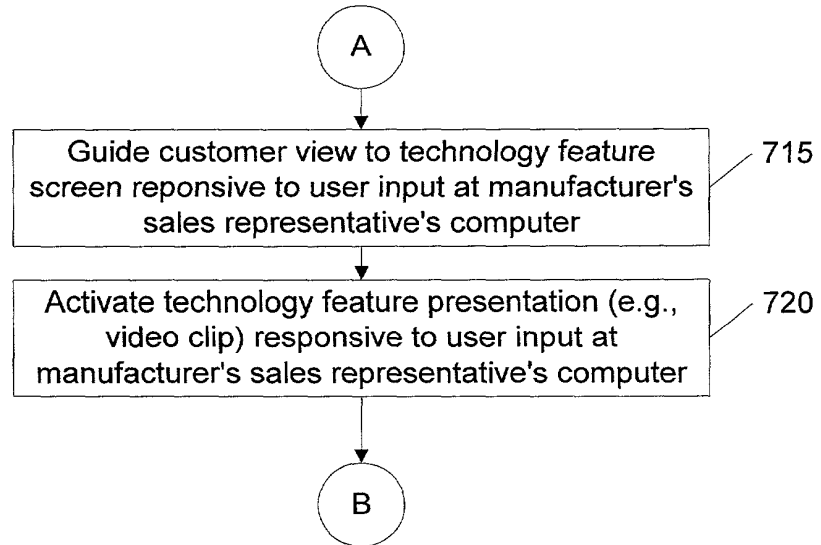 A
Guide customer view to technology feature
screen reponsive to user input at manufacturer's
sales representative's computer
715
Activate technology feature presentation (e.g.,
video clip) responsive to user input at
manufacturer's sales representative's computer
720
B